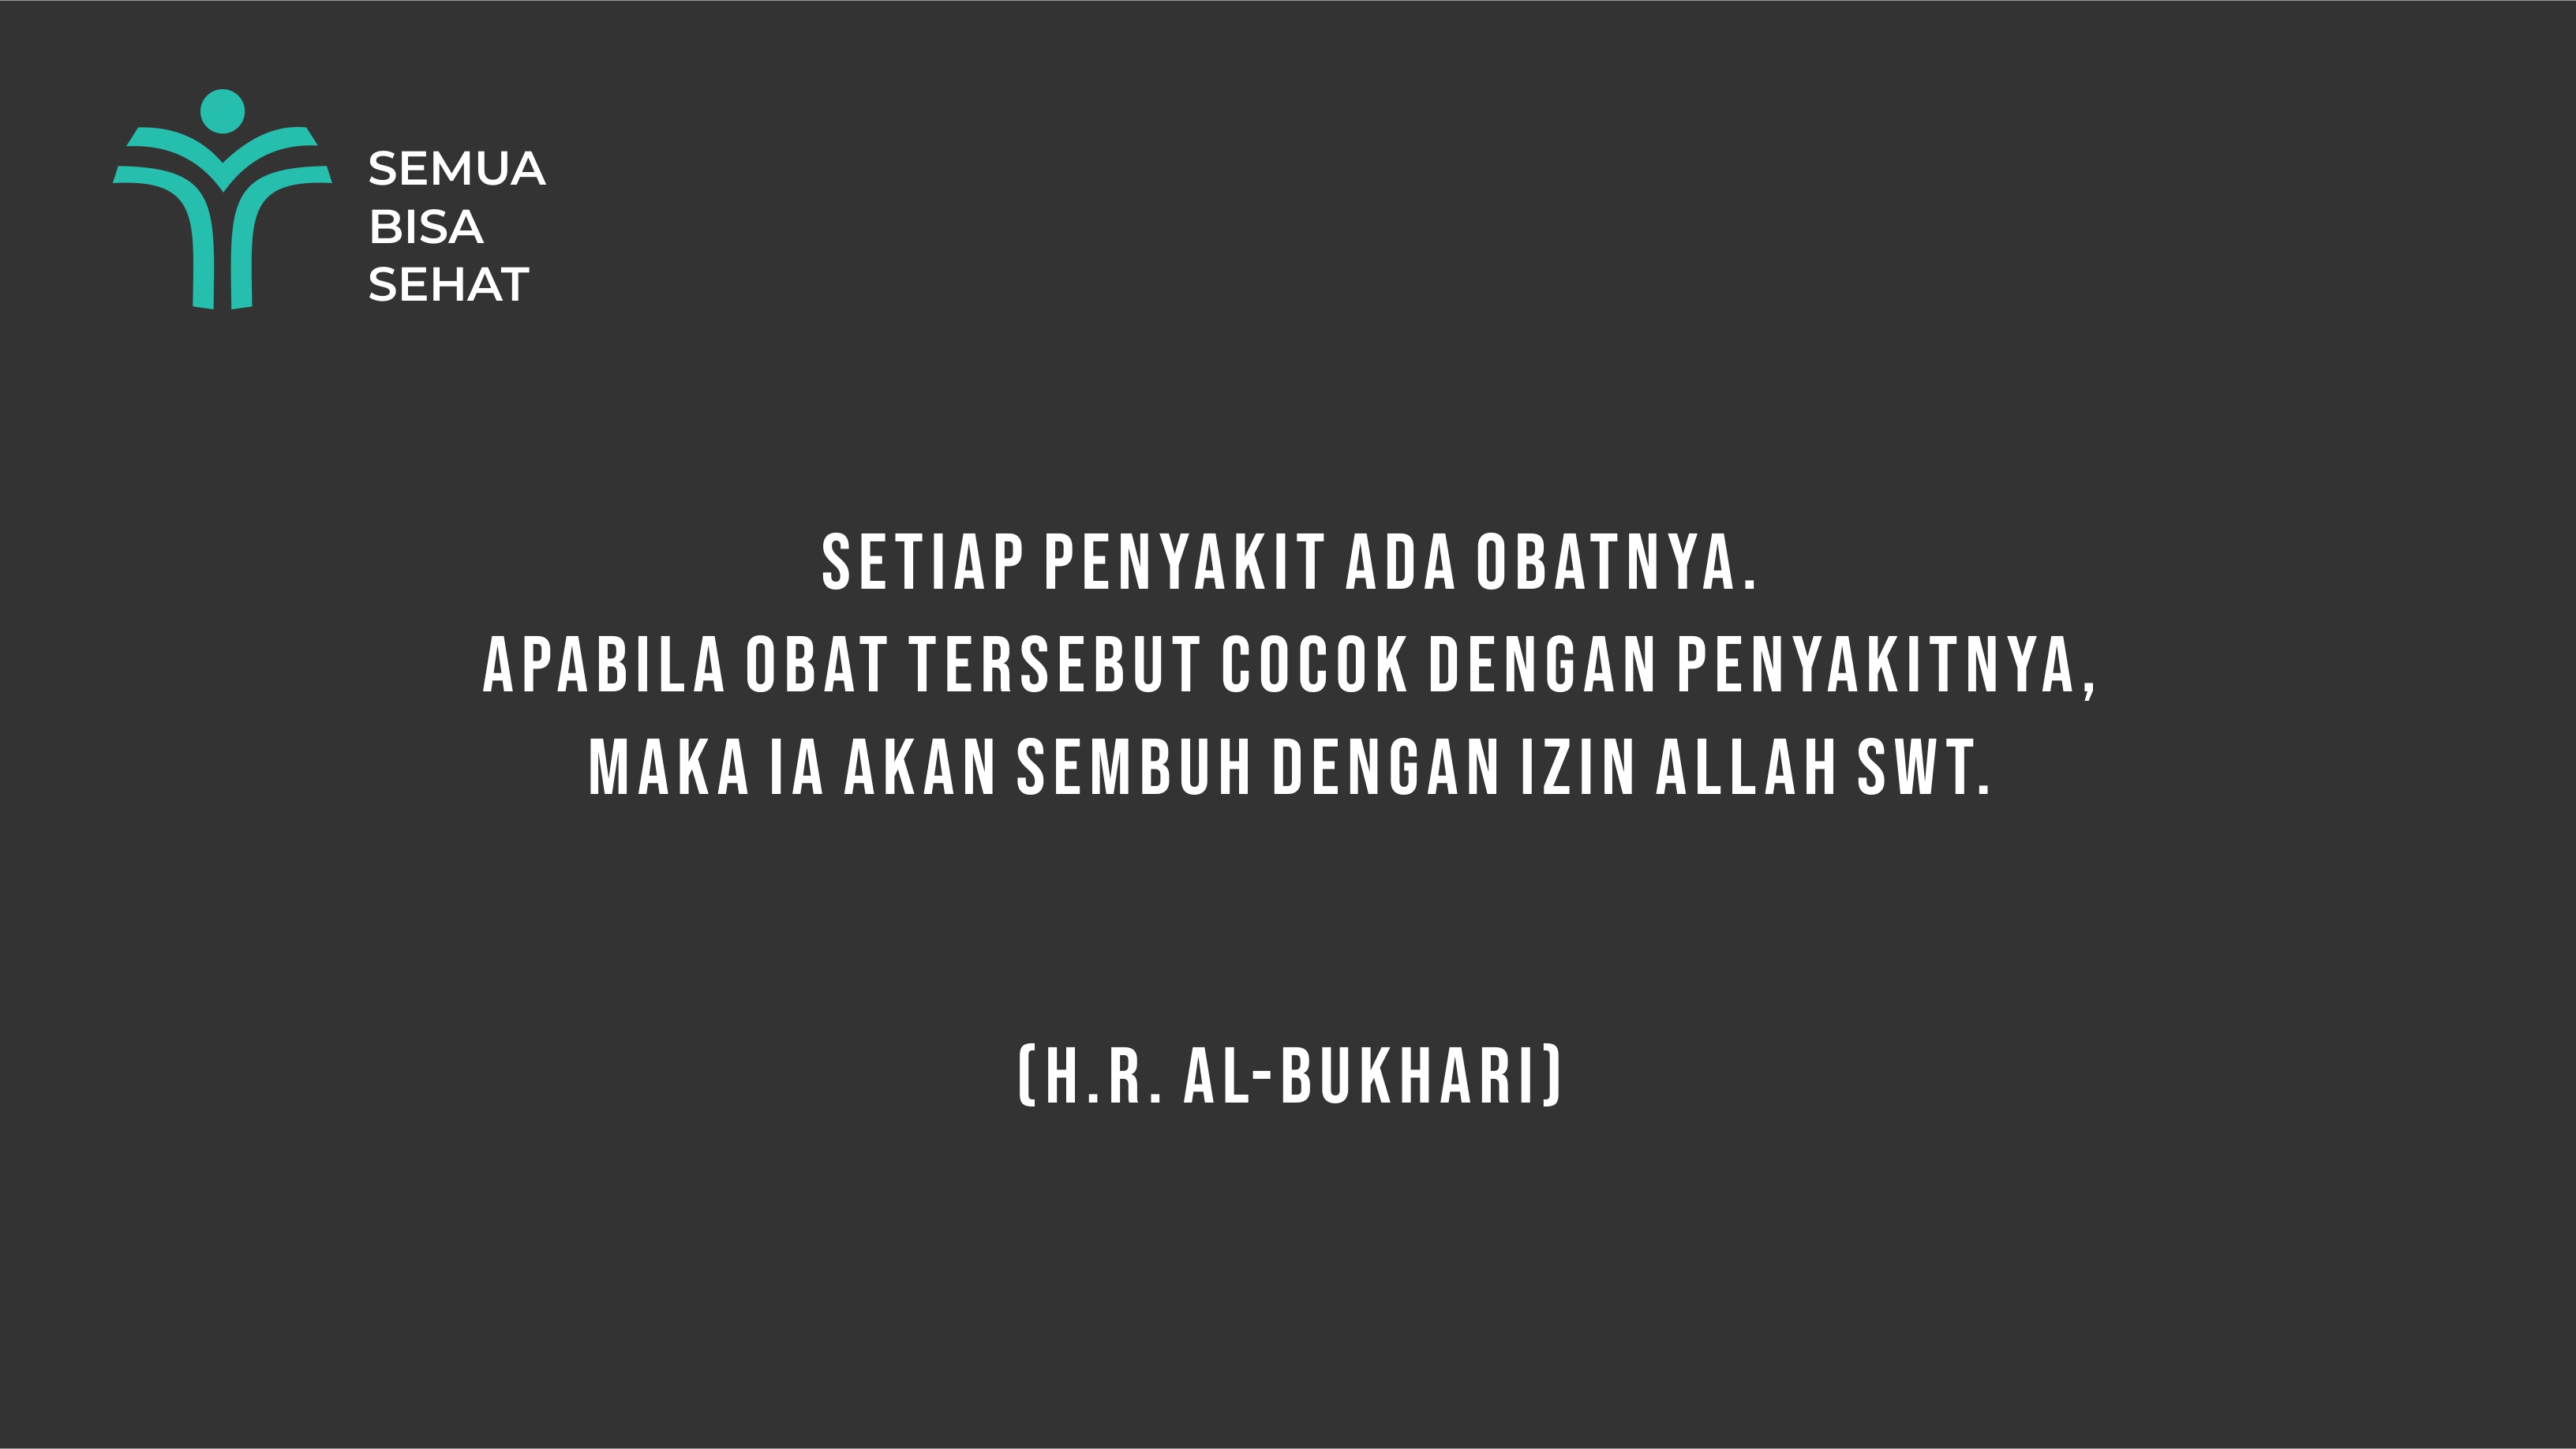 SEMUA
BISA
SEHAT
SETIAP PENYAKIT ADA OBATNYA.
APABILA OBAT TERSEBUT COCOK DENGAN PENYAKITNYA,
MAKA IA AKAN SEMBUH DENGAN IZIN ALLAH SWT.
(H.R. AL-BUKHARI)